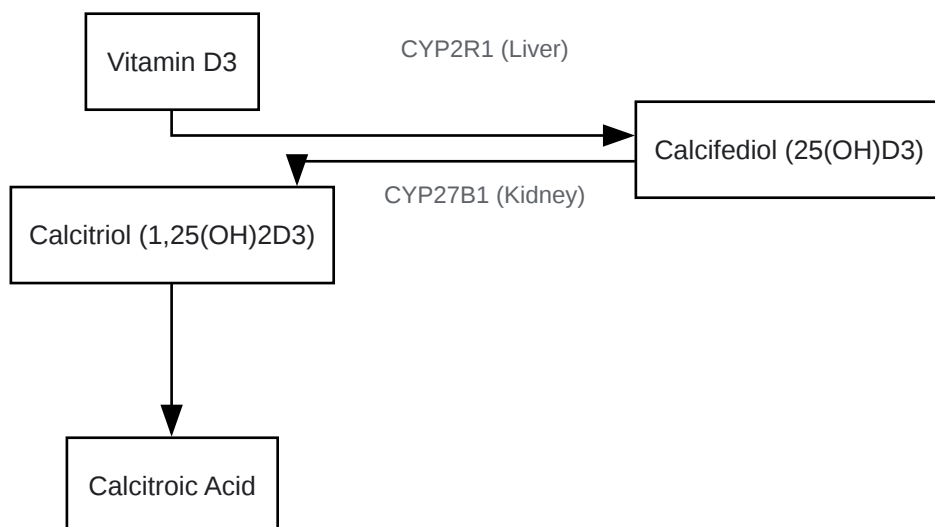 Vitamin D3
CYP2R1 (Liver)
Calcifediol (25(OH)D3)
CYP27B1 (Kidney)
Calcitriol (1,25(OH)2D3)
Calcitroic Acid